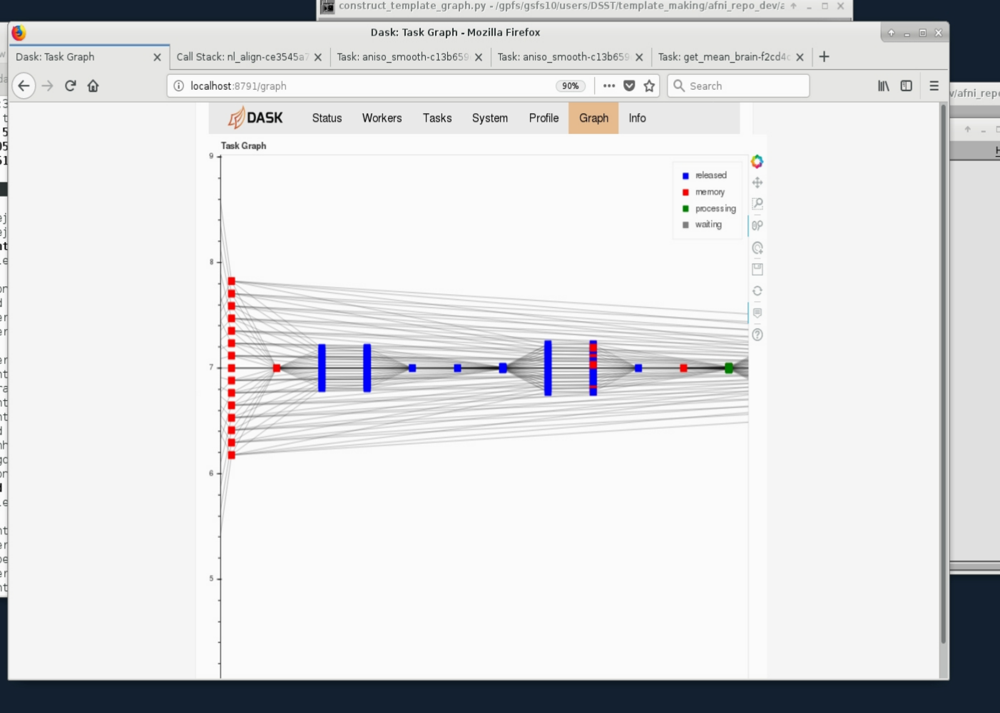 construct_template_graph.py - /gpfs/gsfs10/users/DSST/template_making/afni_repo_dev/a
Dask: Task Graph - Mozilla Firefox
Dask: Task Graph
Call Stack: nl_align-ce3545a7
Task: aniso_smooth-c13b659
Task: aniso_smooth-c13b659
Task: get_mean_brain-f2cd4c
localhost:8791/graph
90%
Search
v/afni_repo
DASK
Status
Workers
Tasks
System
Profile
Graph
Info
Task Graph
9
8
7
6
5
released
memory
processing
waiting